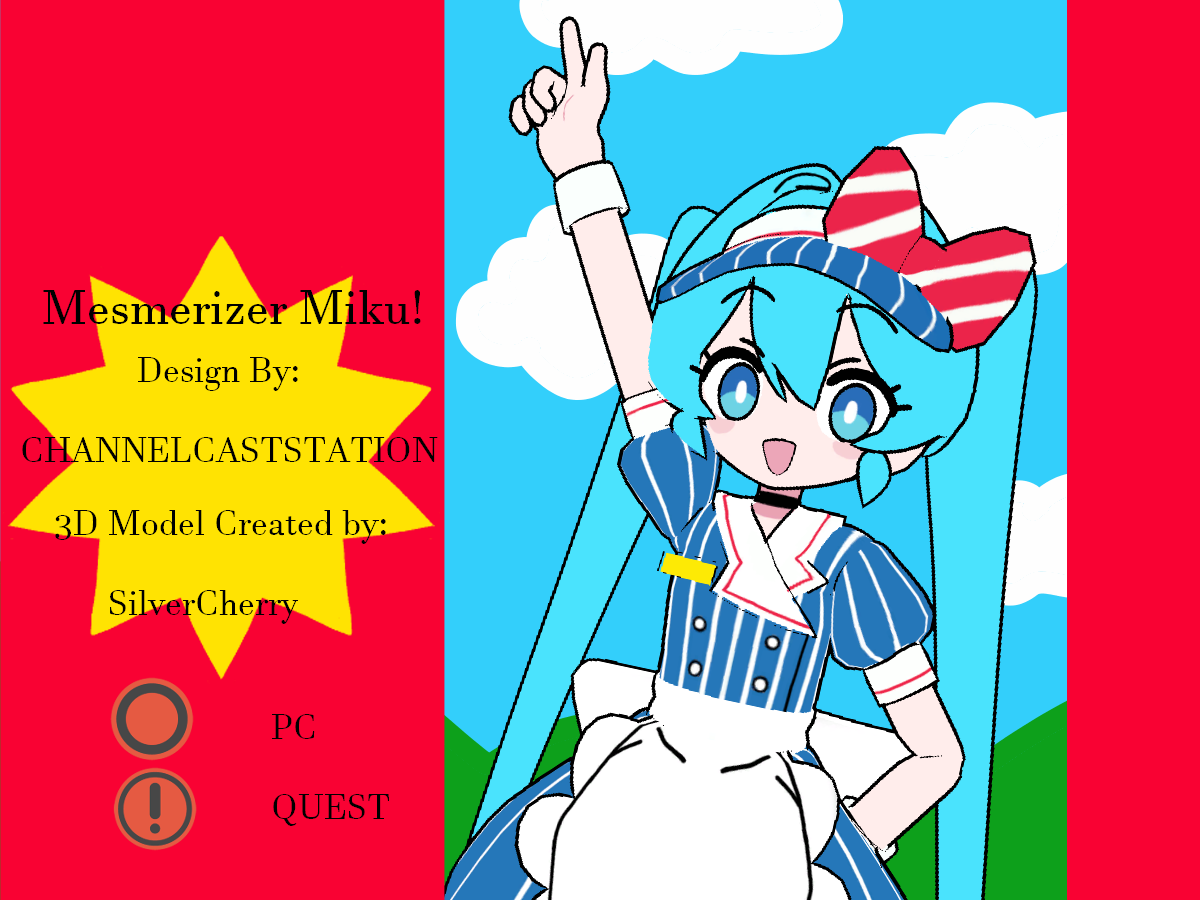 Mesmerizer Miku!
Design By:
CHANNELCASTSTATION
3D Model Created by:
SilverCherry
PC
QUEST